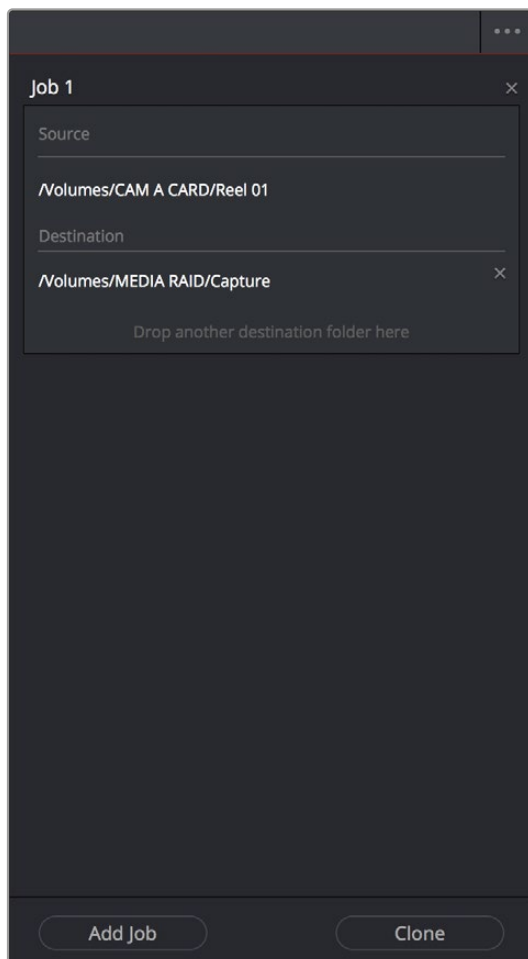 Job 1
Source
/Volumes/CAM A CARD/Reel 01
Destination
/Volumes/MEDIA RAID/Capture
Drop another destination folder here
Add Job
Clone